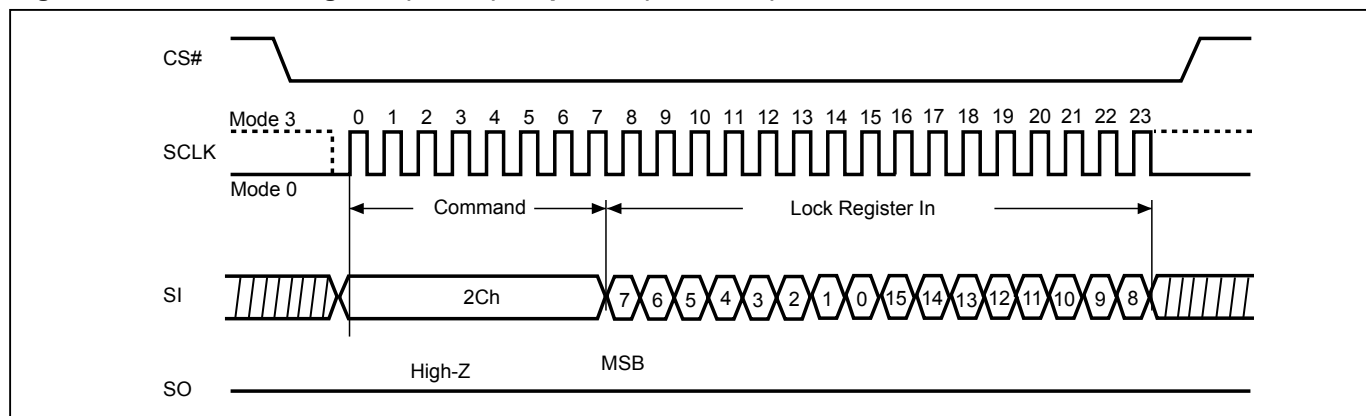 CS#
Mode 3
0 1 2 3 4 5 6 7 8 9 10 11 12 13 14 15 16 17 18 19 20 21 22 23
SCLK
Mode 0
Command
Lock Register In
SI
2Ch
7 6 5 4 3 2 1 0 15 14 13 12 11 10 9 8
High-Z
MSB
SO